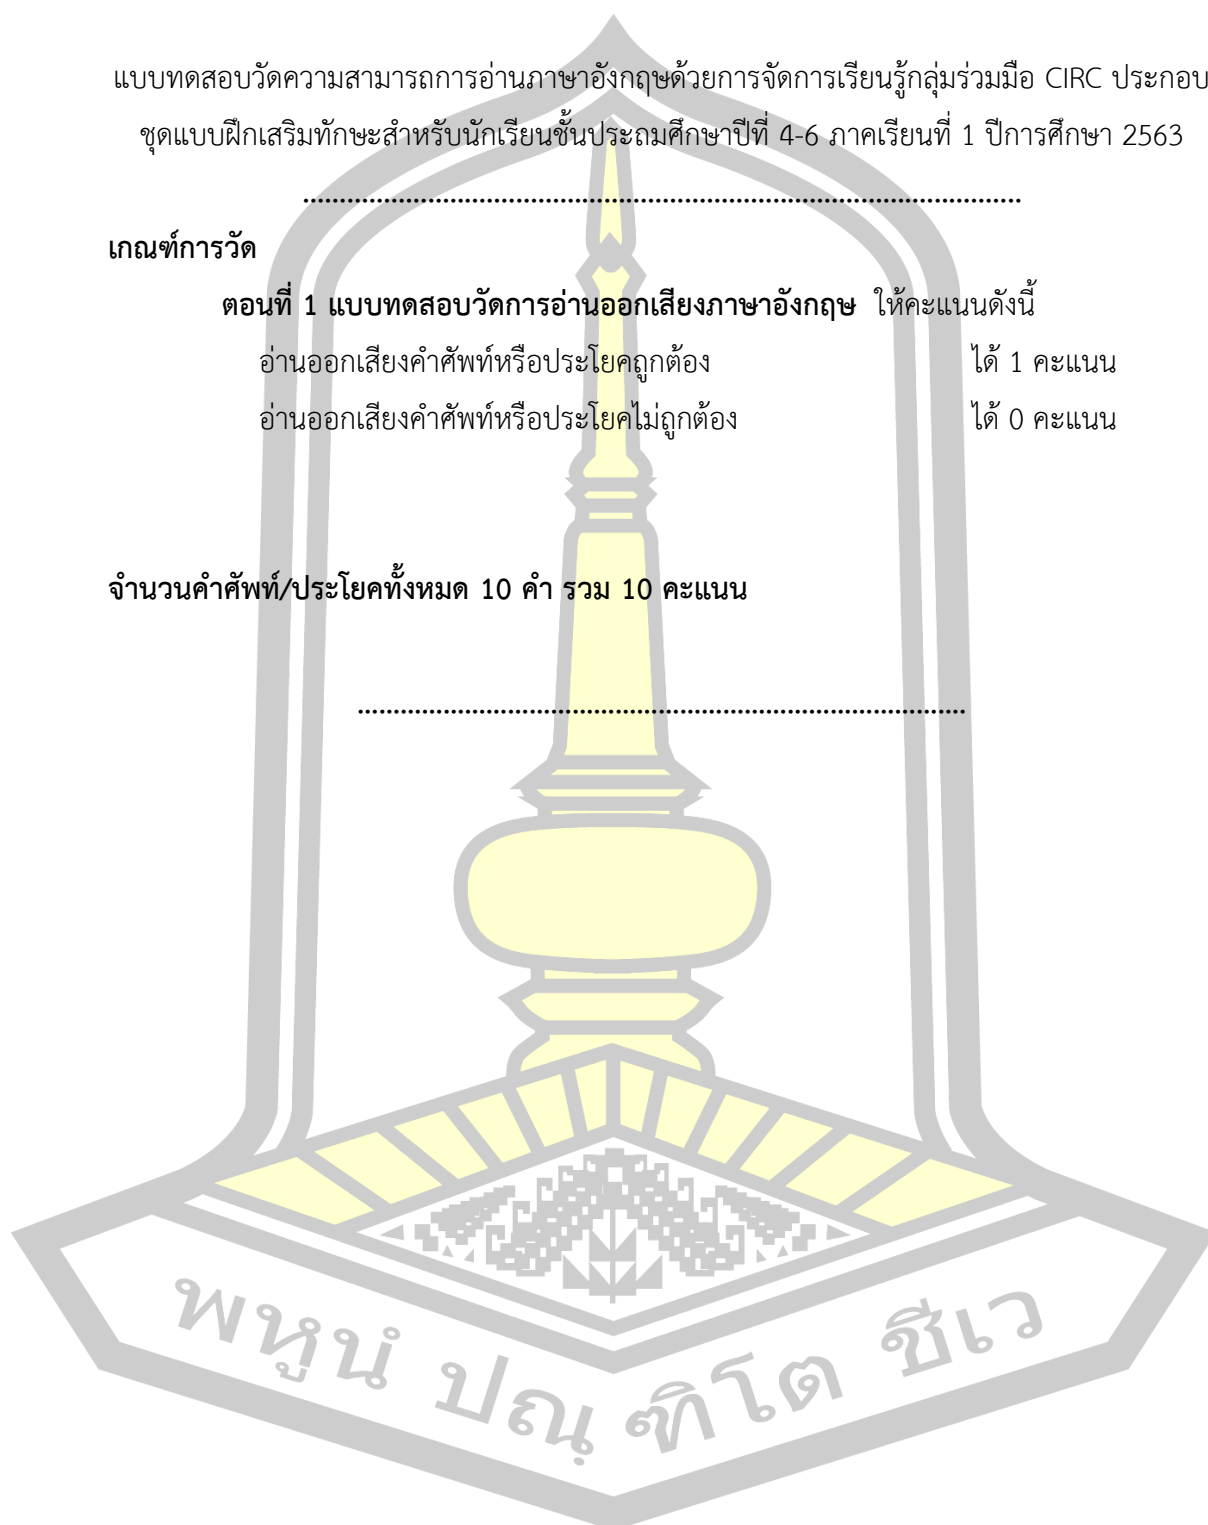 แบบทดสอบวัดความสามารถการอ่านภาษาอังกฤษด้วยการจัดการเรียนรู้กลุ่มร่วมมือ CIRC ประกอบ
ชุดแบบฝึกเสริมทักษะสำหรับนักเรียนชั้นประถมศึกษาปีที่ 4-6 ภาคเรียนที่ 1 ปีการศึกษา 2563
....................................................................................................
เกณฑ์การวัด
ตอนที่ 1 แบบทดสอบวัดการอ่านออกเสียงภาษาอังกฤษ ให้คะแนนดังนี้
อ่านออกเสียงคำศัพท์หรือประโยคถูกต้อง ได้ 1 คะแนน
อ่านออกเสียงคำศัพท์หรือประโยคไม่ถูกต้อง ได้ 0 คะแนน
จำนวนคำศัพท์/ประโยคทั้งหมด 10 คำ รวม 10 คะแนน
.....................................................................................
พหูนํ ปณฺฑิโต ชีเว